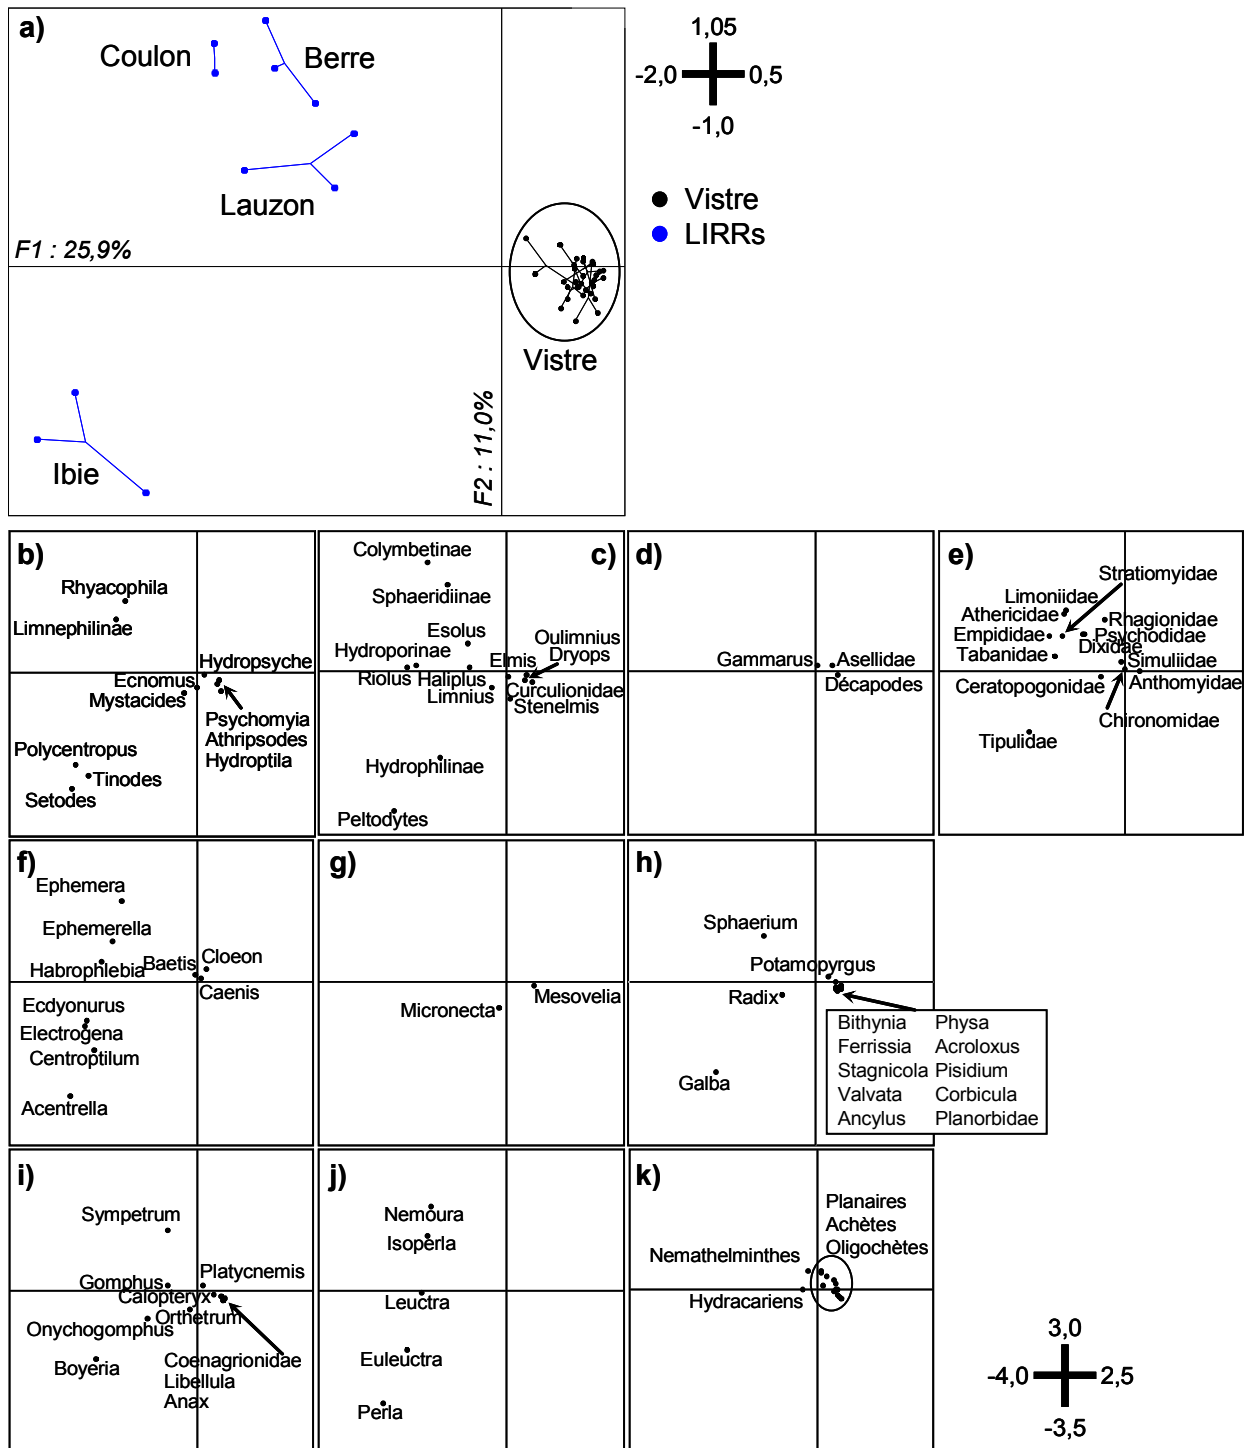 a)
Coulon
Berre
Lauzon
F1 : 25,9%
Ibie
F2 : 11,0%
Vistre
1,05
-2,0
0,5
-1,0
Vistre
LIRRs
b)
Rhyacophila
Limnephilinae
Hydropsyche
Ecnomus
Mystacides
Psychomyia
Athripsodes
Hydroptila
Polycentropus
Tinodes
Setodes
c)
Colymbetinae
Sphaeridiinae
Esolus
Oulimnius
Dryops
Hydroporinae
Elmis
Riolus
Haliplus
Limnius
Curculionidae
Stenelmis
Hydrophilinae
Peltodytes
d)
Gammarus
Asellidae
Décapodes
e)
Stratiomyidae
Limoniidae
Athericidae
Rhagionidae
Empididae
Psychodidae
Dixidae
Tabanidae
Simuliidae
Ceratopogonidae
Anthomyidae
Chironomidae
Tipulidae
f)
Ephemera
Ephemerella
Habrophlebia
Baetis
Cloeon
Caenis
Ecdyonurus
Electrogena
Centroptilum
Acentrella
g)
Mesovelia
Micronecta
h)
Sphaerium
Potamopyrgus
Radix
Galba
Bithynia Physa
Ferrissia Acroloxus
Stagnicola Pisidium
Valvata Corbicula
Ancylus Planorbidae
i)
Sympetrum
Gomphus
Platycnemis
Calopteryx
Orthetrum
Onychogomphus
Boyeria
Coenagrionidae
Libellula
Anax
j)
Nemoura
Isoperla
Leuctra
Euleuctra
Perla
k)
Planaires
Achètes
Oligochètes
Nemathelminthes
Hydracariens
3,0
-4,0
2,5
-3,5